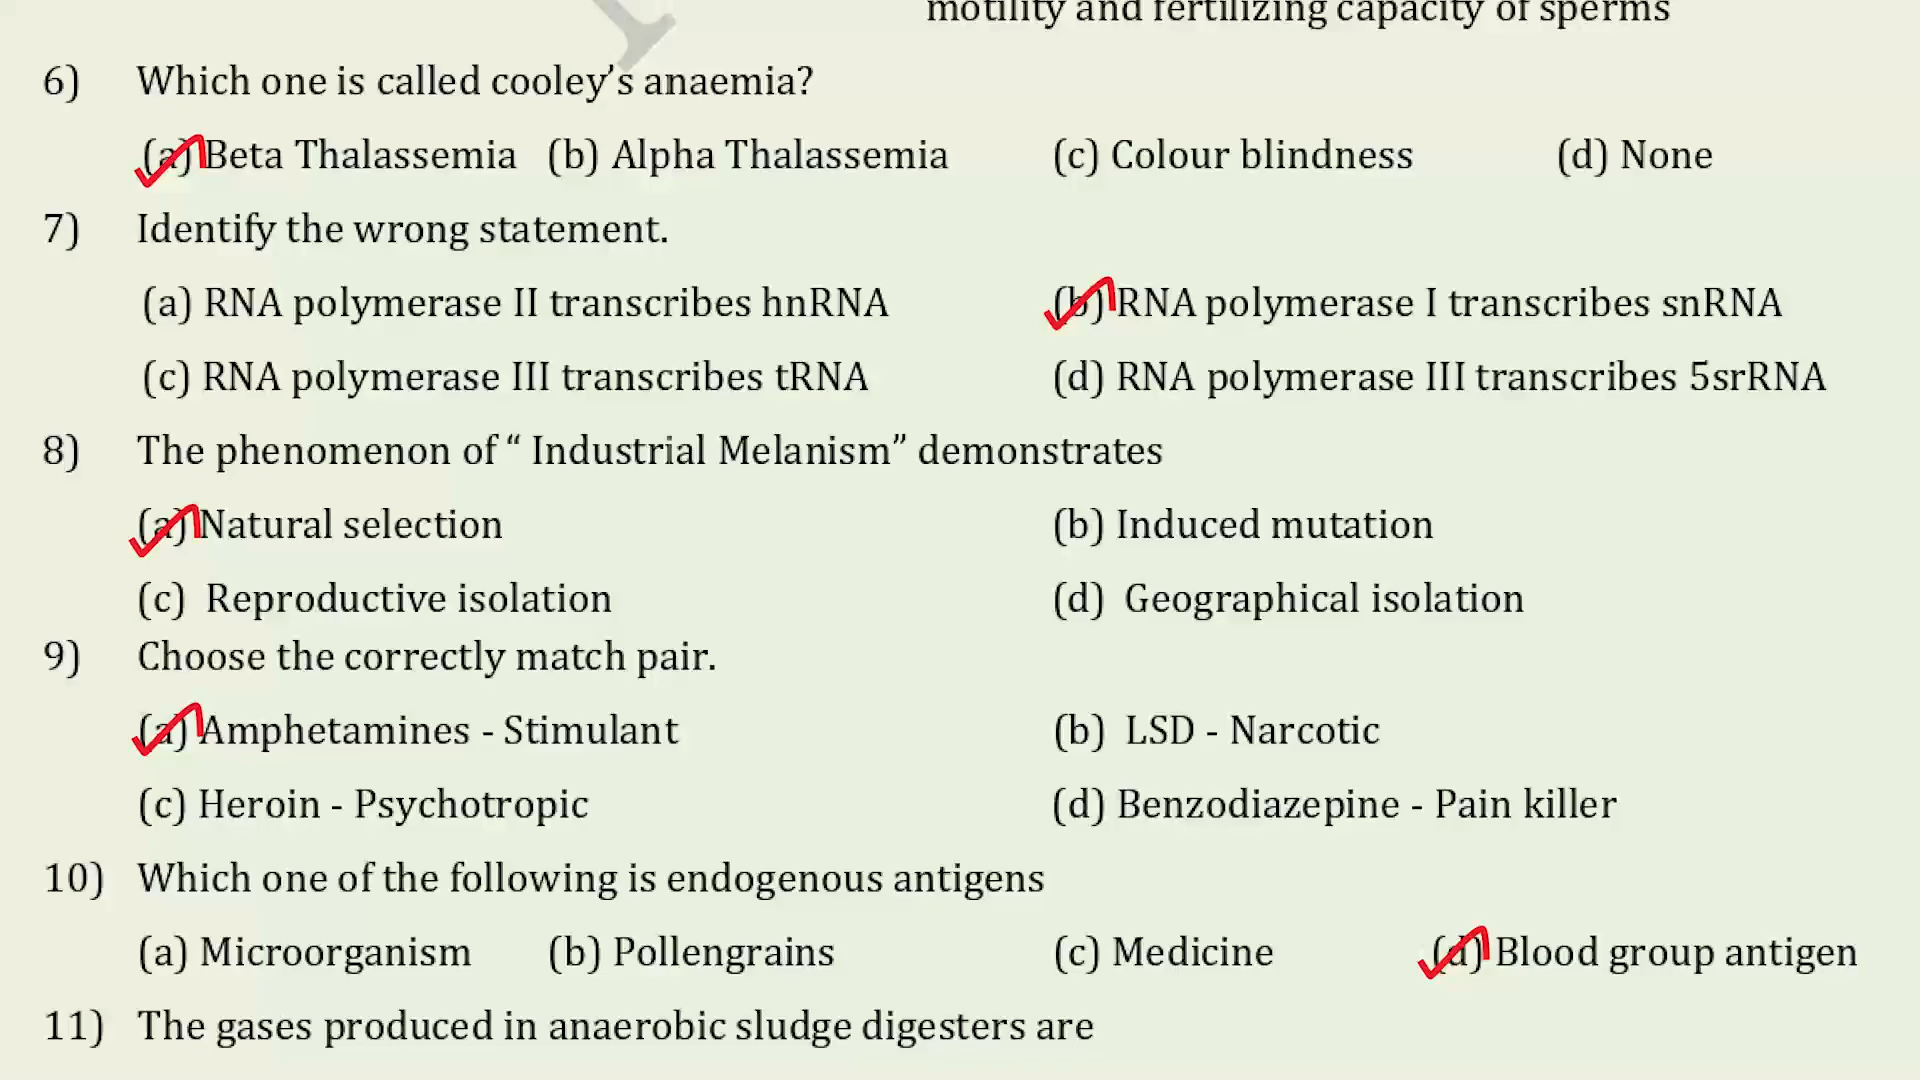 motility and fertilizing capacity of sperms
6) Which one is called cooley’s anaemia?
(a) Beta Thalassemia (b) Alpha Thalassemia (c) Colour blindness (d) None
7) Identify the wrong statement.
(a) RNA polymerase II transcribes hnRNA (b) RNA polymerase I transcribes snRNA
(c) RNA polymerase III transcribes tRNA (d) RNA polymerase III transcribes 5srRNA
8) The phenomenon of “ Industrial Melanism” demonstrates
(a) Natural selection (b) Induced mutation
(c) Reproductive isolation (d) Geographical isolation
9) Choose the correctly match pair.
(a) Amphetamines - Stimulant (b) LSD - Narcotic
(c) Heroin - Psychotropic (d) Benzodiazepine - Pain killer
10) Which one of the following is endogenous antigens
(a) Microorganism (b) Pollengrains (c) Medicine (d) Blood group antigen
11) The gases produced in anaerobic sludge digesters are